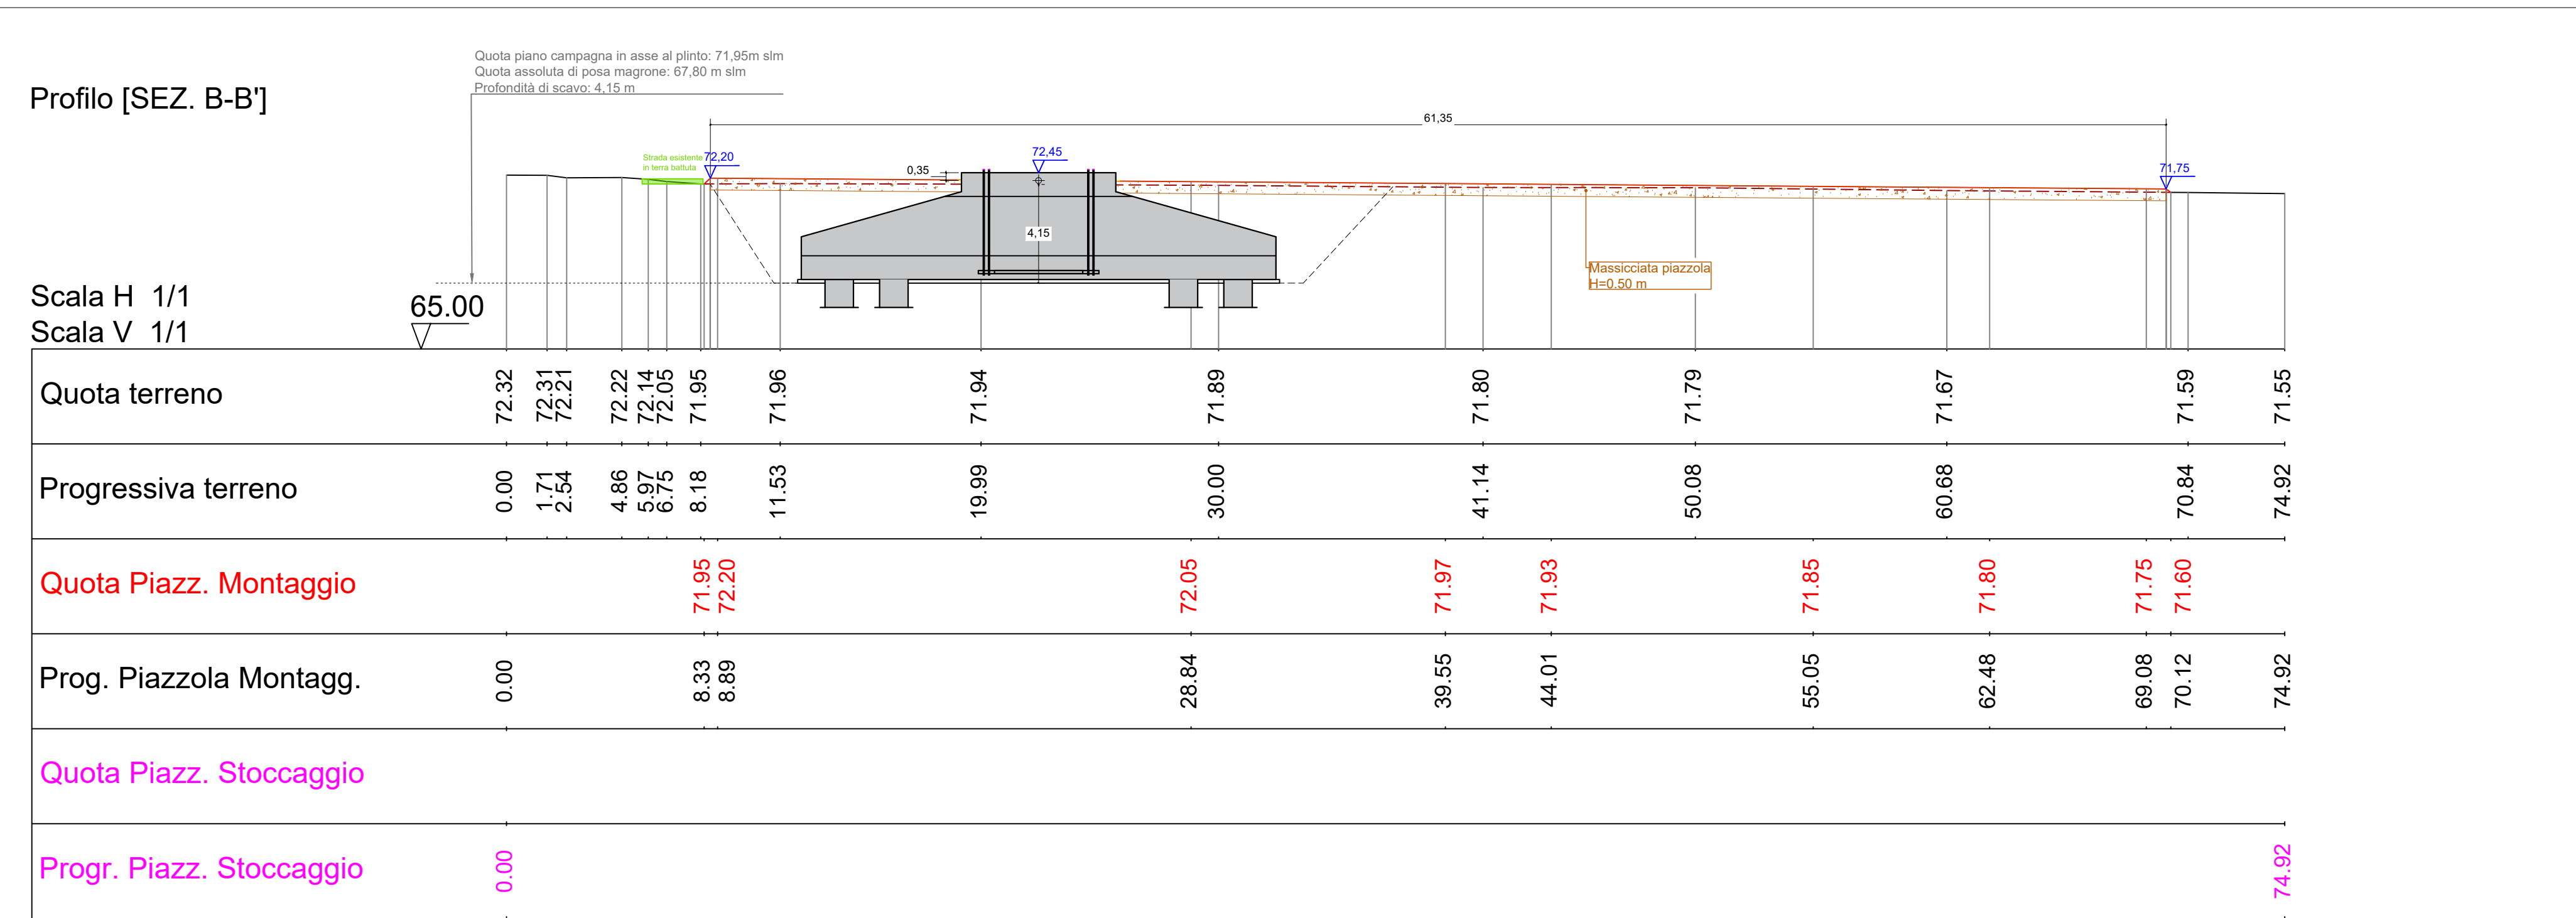 Quota piano campagna in asse al plinto: 71,95m slm
Quota assoluta di posa magrone: 67,80 m slm
Profondità di scavo: 4,15 m
Profilo [SEZ. B-B']
61,35
Strada esistente
in terra battuta
72,20
0,35
72,45
71,75
4,15
Massicciata piazzola
H=0.50 m
Scala H 1/1
Scala V 1/1
65.00
Quota terreno 72.32 72.31 72.21 72.22 72.14 72.05 71.95 71.96 71.94 71.89 71.80 71.79 71.67 71.59 71.55
Progressiva terreno 0.00 1.71 2.54 4.86 5.97 6.75 8.18 11.53 19.99 30.00 41.14 50.08 60.68 70.84 74.92
Quota Piazz. Montaggio 71.95 72.20 72.05 71.97 71.93 71.85 71.80 71.75 71.60
Prog. Piazzola Montagg. 0.00 8.33 8.89 28.84 39.55 44.01 55.05 62.48 69.08 70.12 74.92
Quota Piazz. Stoccaggio
Progr. Piazz. Stoccaggio 0.00 74.92